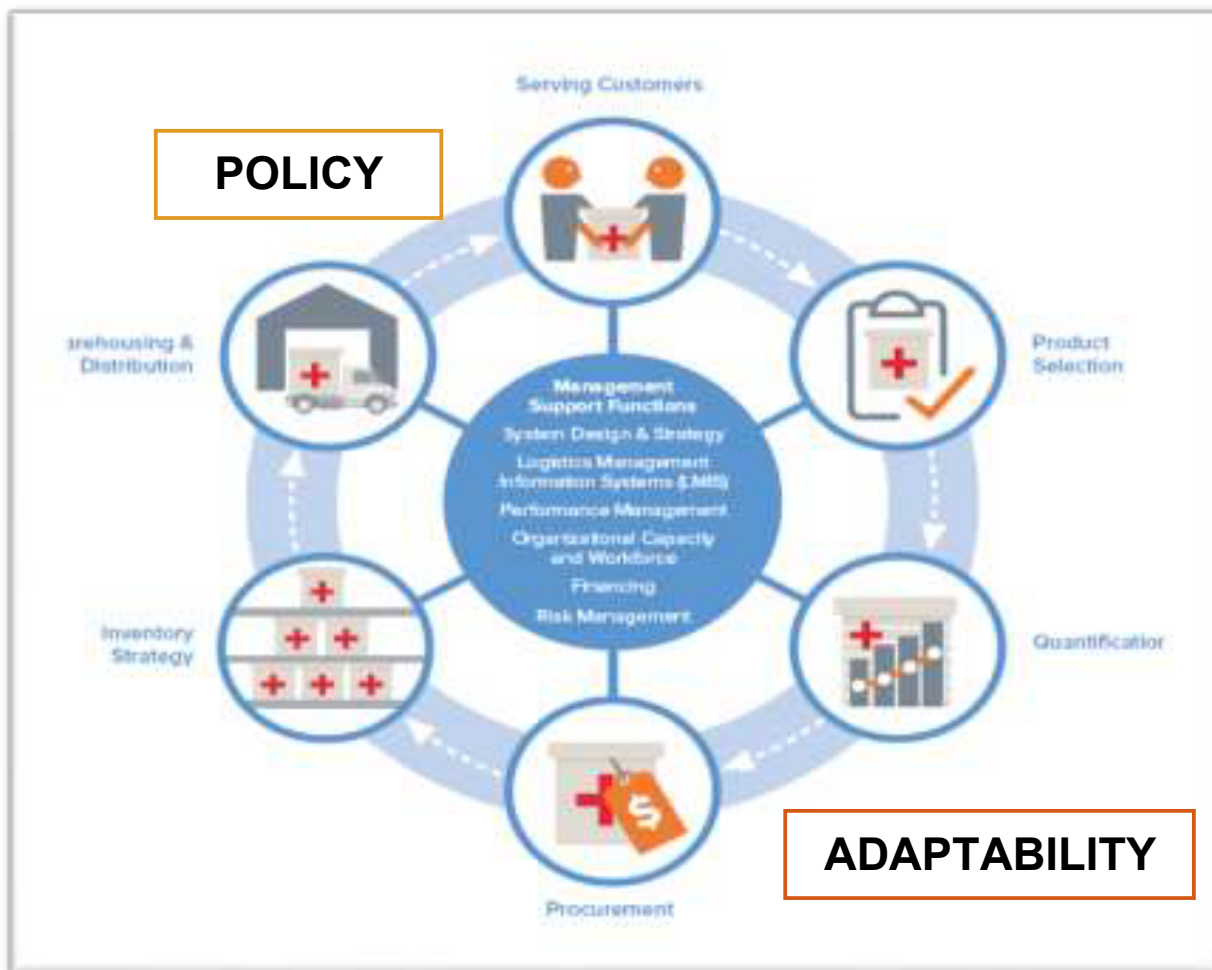 Serving Customers
POLICY
arehousing &
Distribution
Product
Selection
Management
Support Functions
System Design & Strategy
Logistics Management
Information Systems (LMIS)
Performance Management
Organizational Capacity
and Workforce
Financing
Risk Management
Inventory
Strategy
Quantification
$
ADAPTABILITY
Procurement